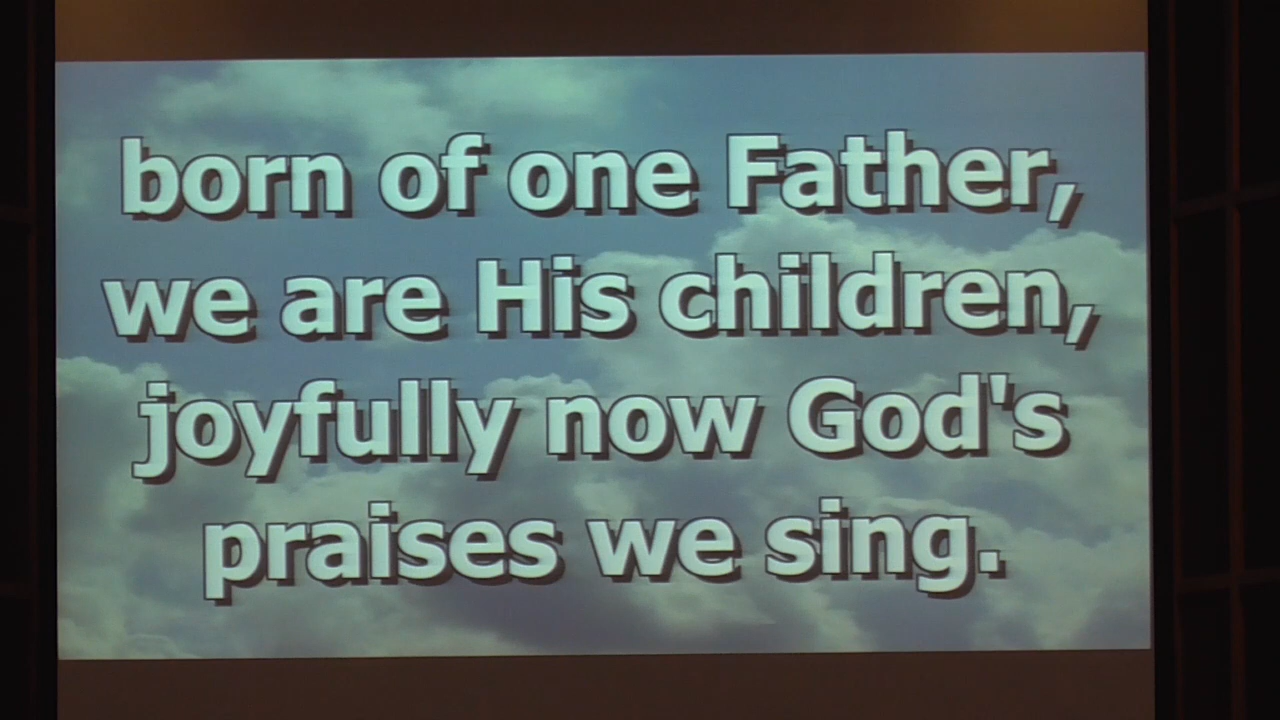 born of one Father,
we are His children,
joyfully now God's
praises we sing.